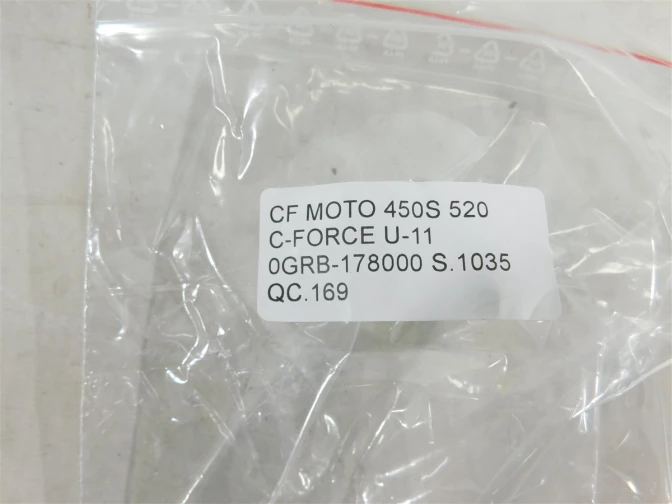 CF MOTO 450S 520
C-FORCE U-11
0GRB-178000 S.1035
QC.169